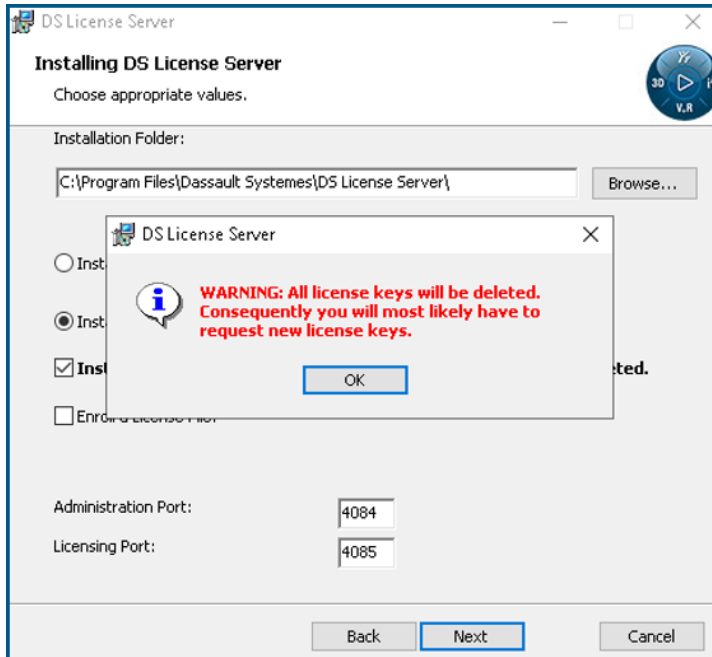 DS License Server
Installing DS License Server
Choose appropriate values.
3D
V.R
Installation Folder:
C:\Program Files\Dassault Systemes\DS License Server\
Browse...
DS License Server
WARNING: All license keys will be deleted.
Consequently you will most likely have to
request new license keys.
OK
Administration Port:
4084
Licensing Port:
4085
Back
Next
Cancel